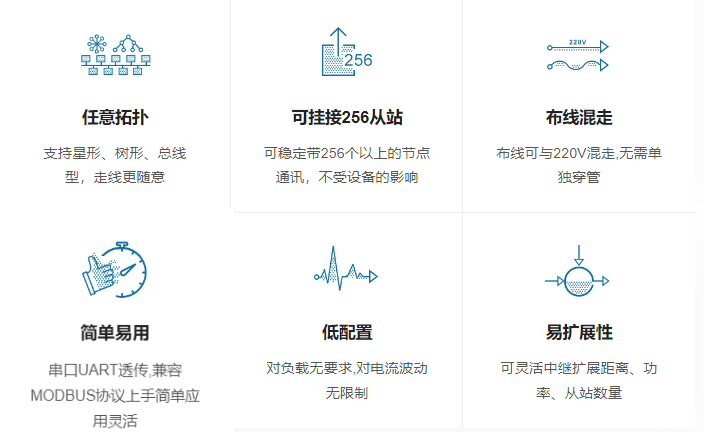 256
220V
任意拓扑
可挂接256从站
布线混走
支持星形、树形、总线
型，走线更随意
可稳定带256个以上的节点
通讯，不受设备的影响
布线可与220V混走,无需单
独穿管
简单易用
低配置
易扩展性
串口UART透传,兼容
MODBUS协议上手简单应
用灵活
对负载无要求,对电流波动
无限制
可灵活中继扩展距离、功
率、从站数量